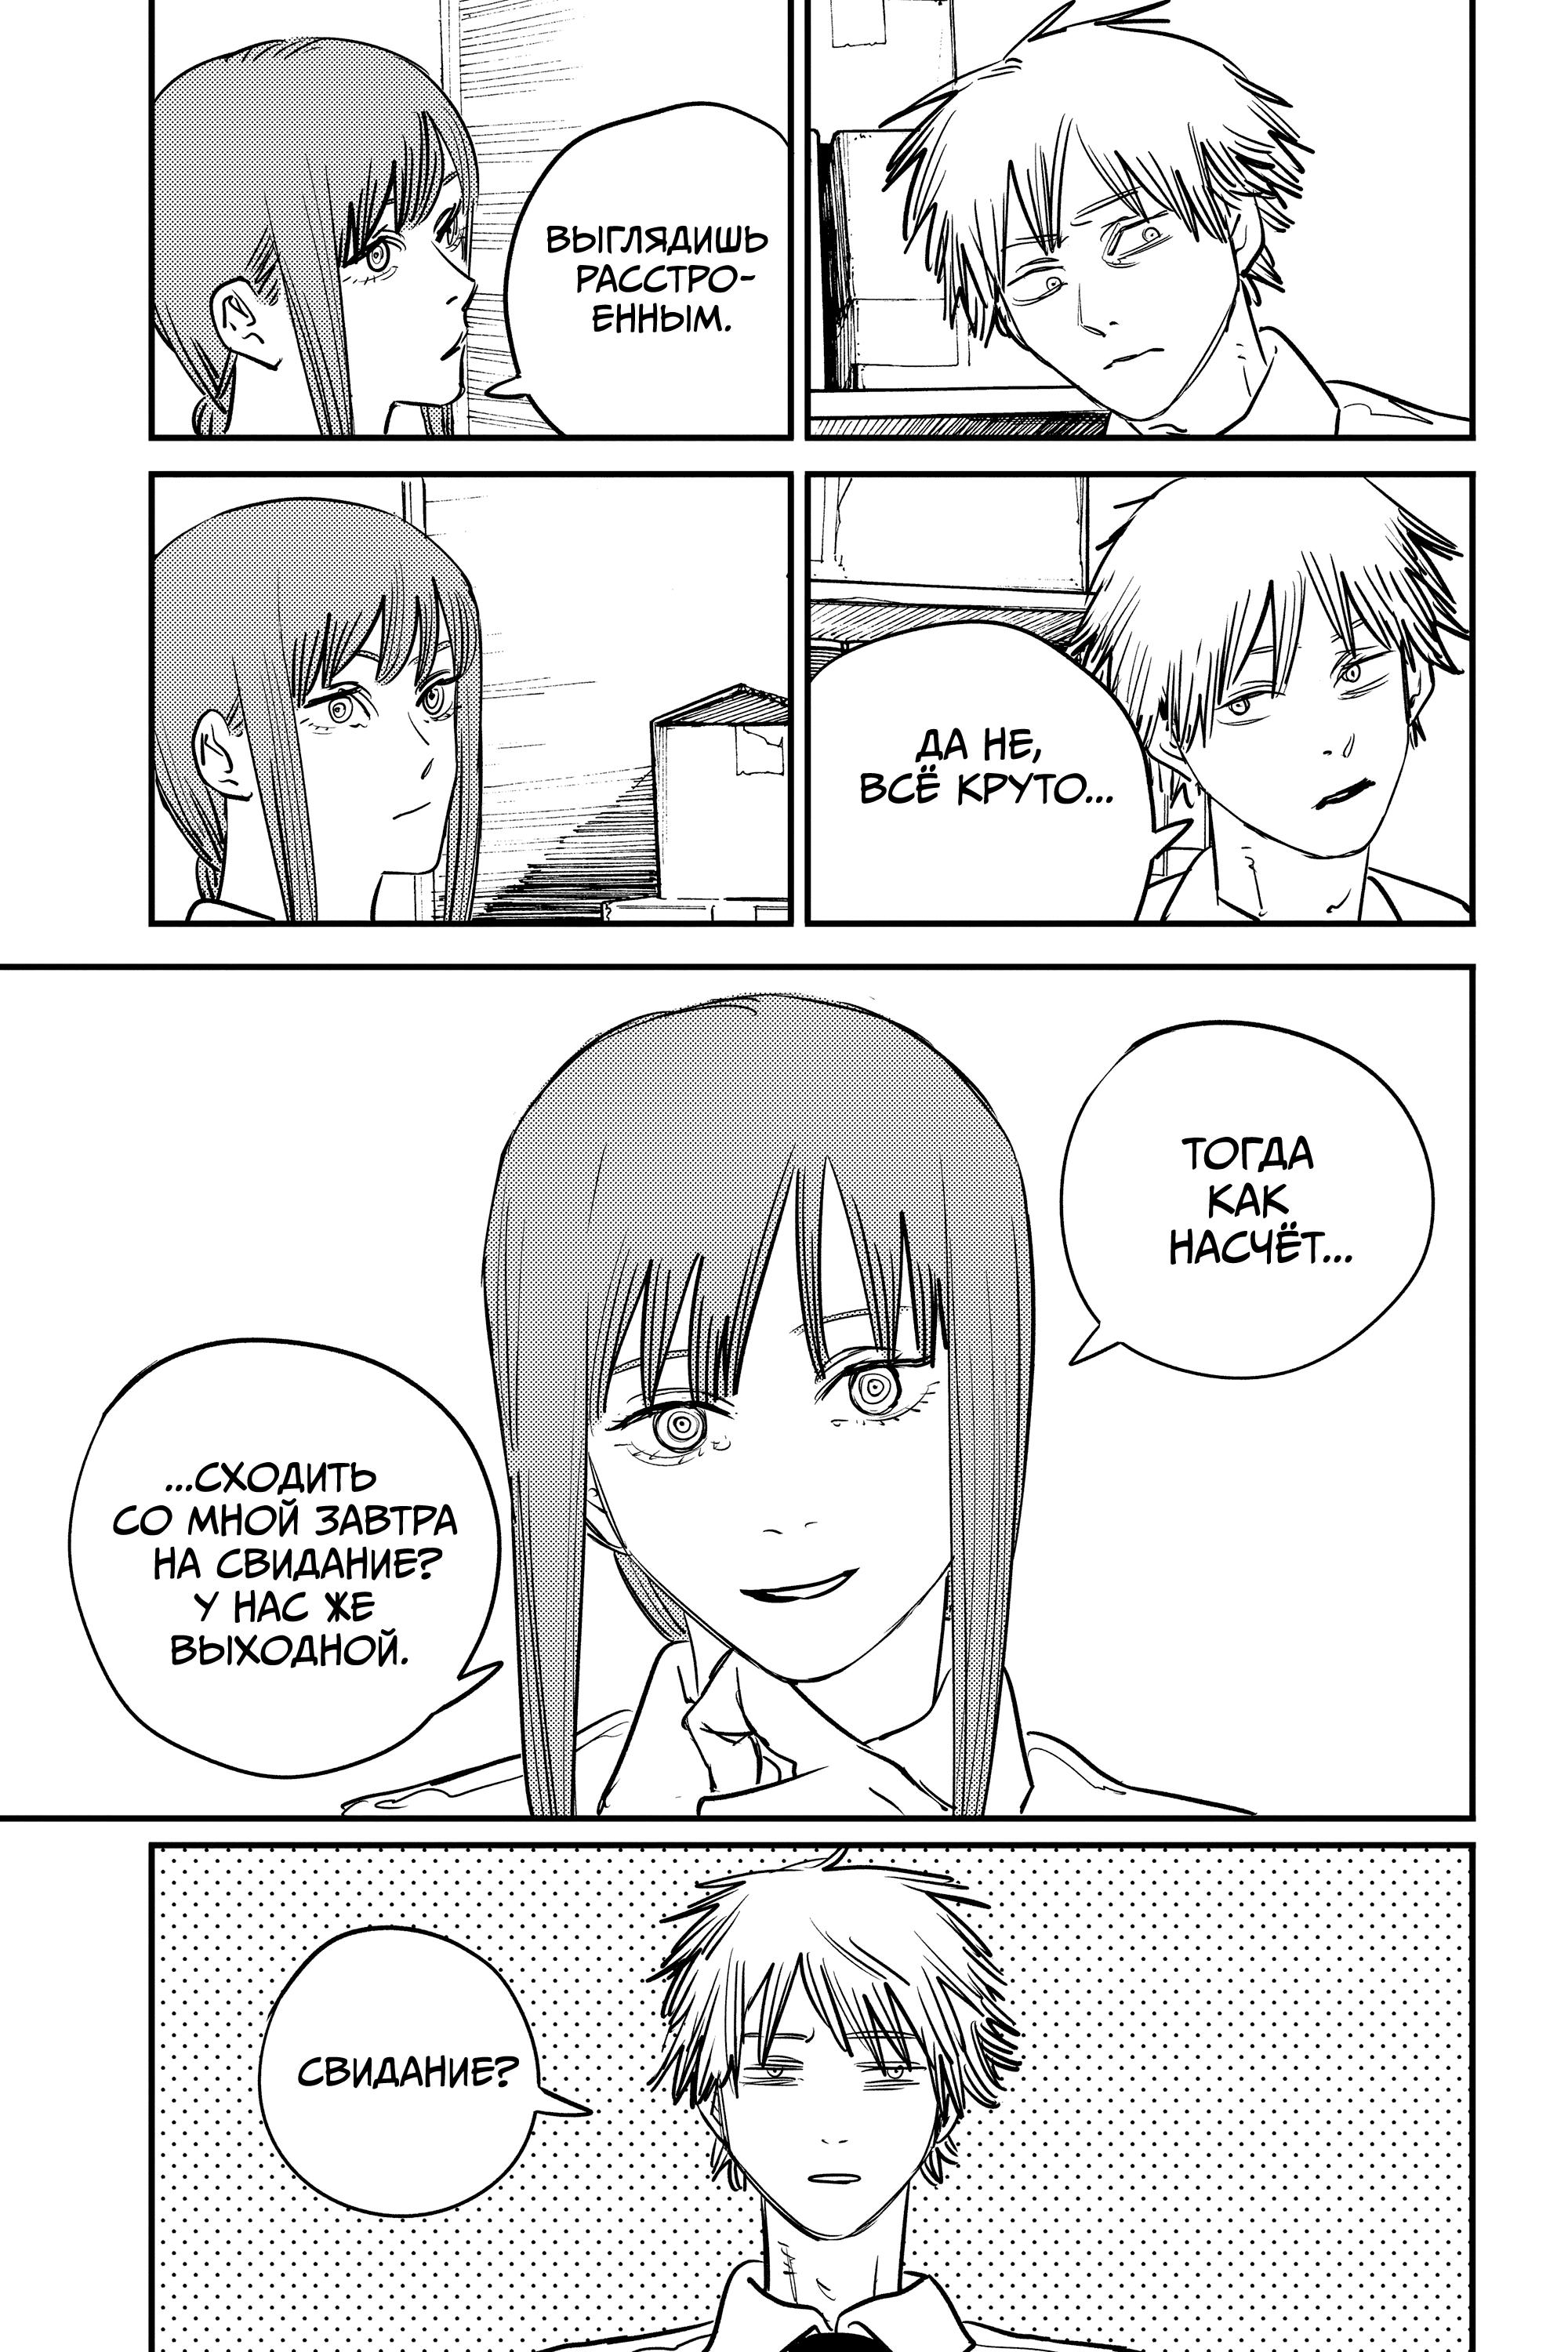 ВЫГЛЯДИШЬ
РАССТРО-
ЕННЫМ.
ДА НЕ,
ВСЁ КРУТО...
ТОГДА
КАК
НАСЧЁТ...
...СХОДИТЬ
СО МНОЙ ЗАВТРА
НА СВИДАНИЕ?
У НАС ЖЕ
ВЫХОДНОЙ.
СВИДАНИЕ?